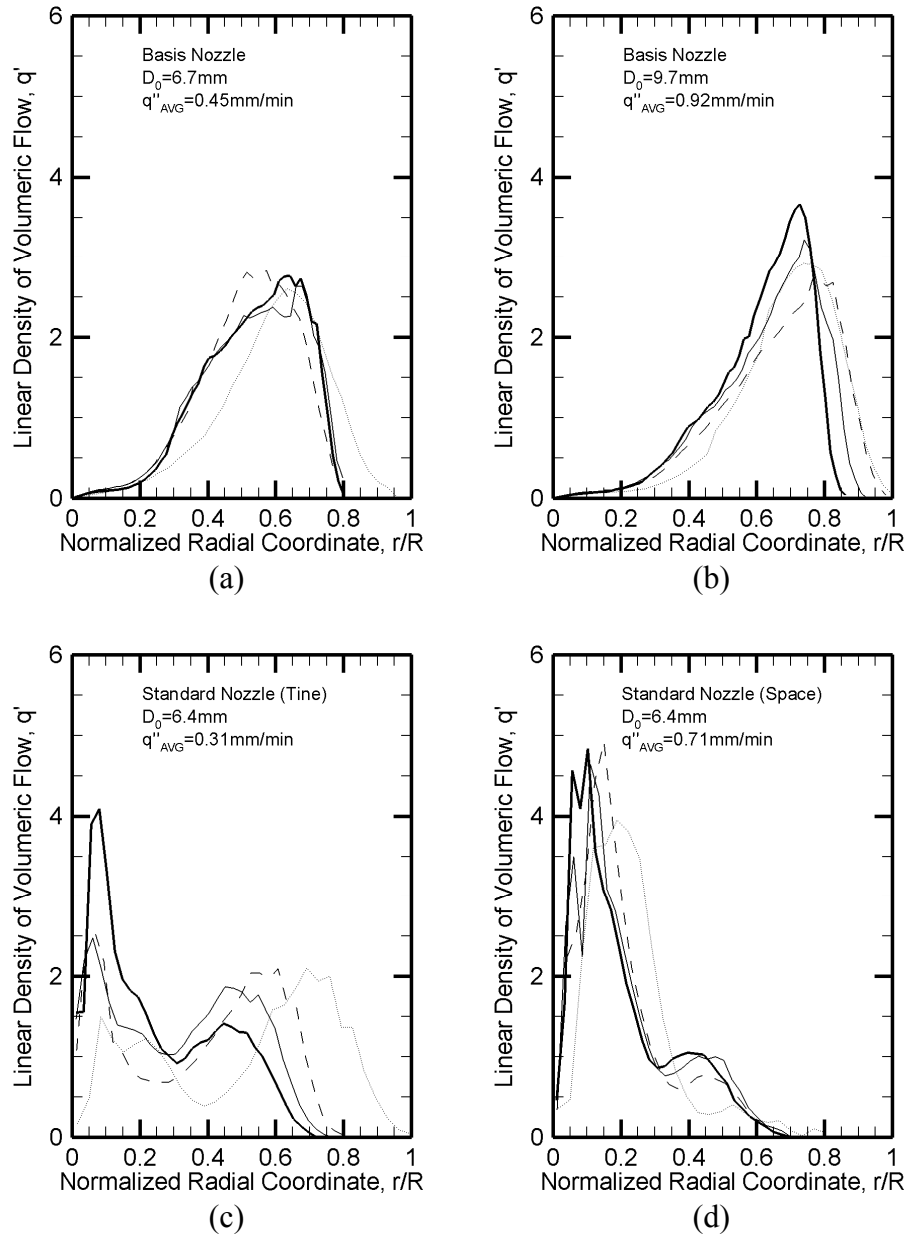 6
4
2
0
Linear Density of Volumeric Flow, q'
Basis Nozzle
D₀=6.7mm
q''AVG=0.45mm/min
0 0.2 0.4 0.6 0.8 1
Normalized Radial Coordinate, r/R
(a)
6
4
2
0
Linear Density of Volumeric Flow, q'
Basis Nozzle
D₀=9.7mm
q''AVG=0.92mm/min
0 0.2 0.4 0.6 0.8 1
Normalized Radial Coordinate, r/R
(b)
6
4
2
0
Linear Density of Volumeric Flow, q'
Standard Nozzle (Tine)
D₀=6.4mm
q''AVG=0.31mm/min
0 0.2 0.4 0.6 0.8 1
Normalized Radial Coordinate, r/R
(c)
6
4
2
0
Linear Density of Volumeric Flow, q'
Standard Nozzle (Space)
D₀=6.4mm
q''AVG=0.71mm/min
0 0.2 0.4 0.6 0.8 1
Normalized Radial Coordinate, r/R
(d)